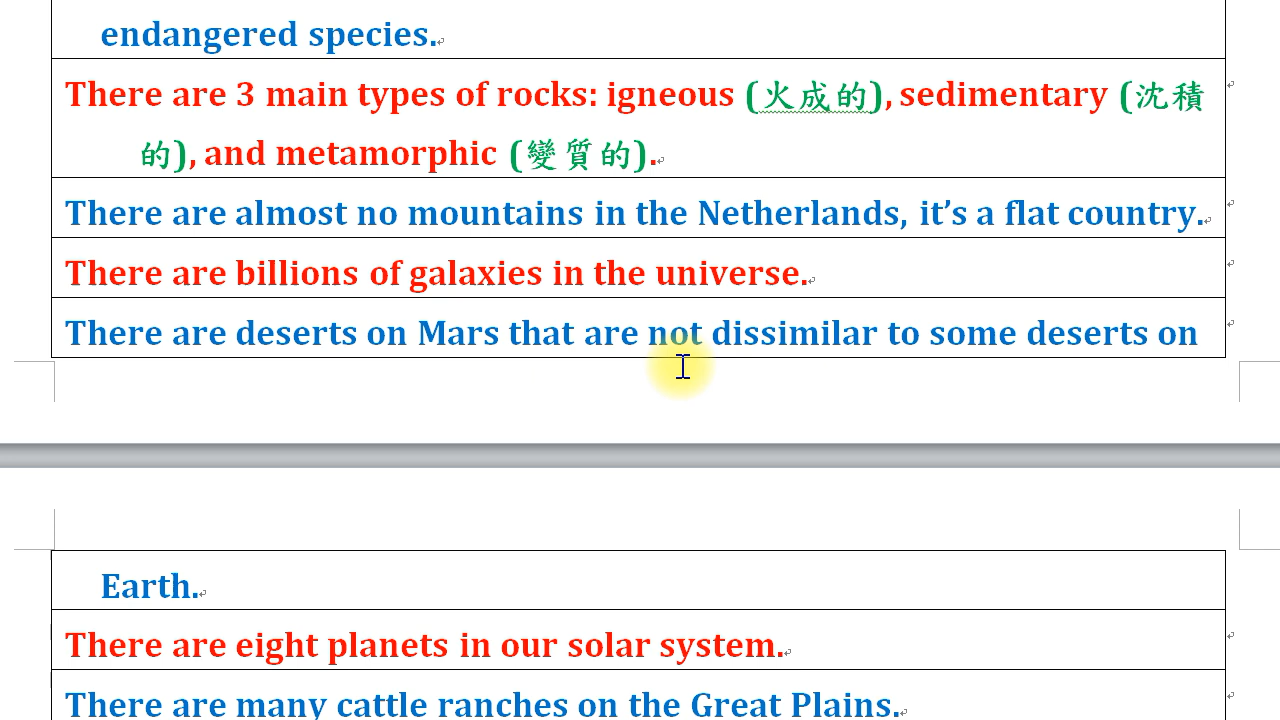 endangered species.
There are 3 main types of rocks: igneous (火成的), sedimentary (沈積
的), and metamorphic (變質的).
There are almost no mountains in the Netherlands, it’s a flat country.
There are billions of galaxies in the universe.
There are deserts on Mars that are not dissimilar to some deserts on
Earth.
There are eight planets in our solar system.
There are many cattle ranches on the Great Plains.